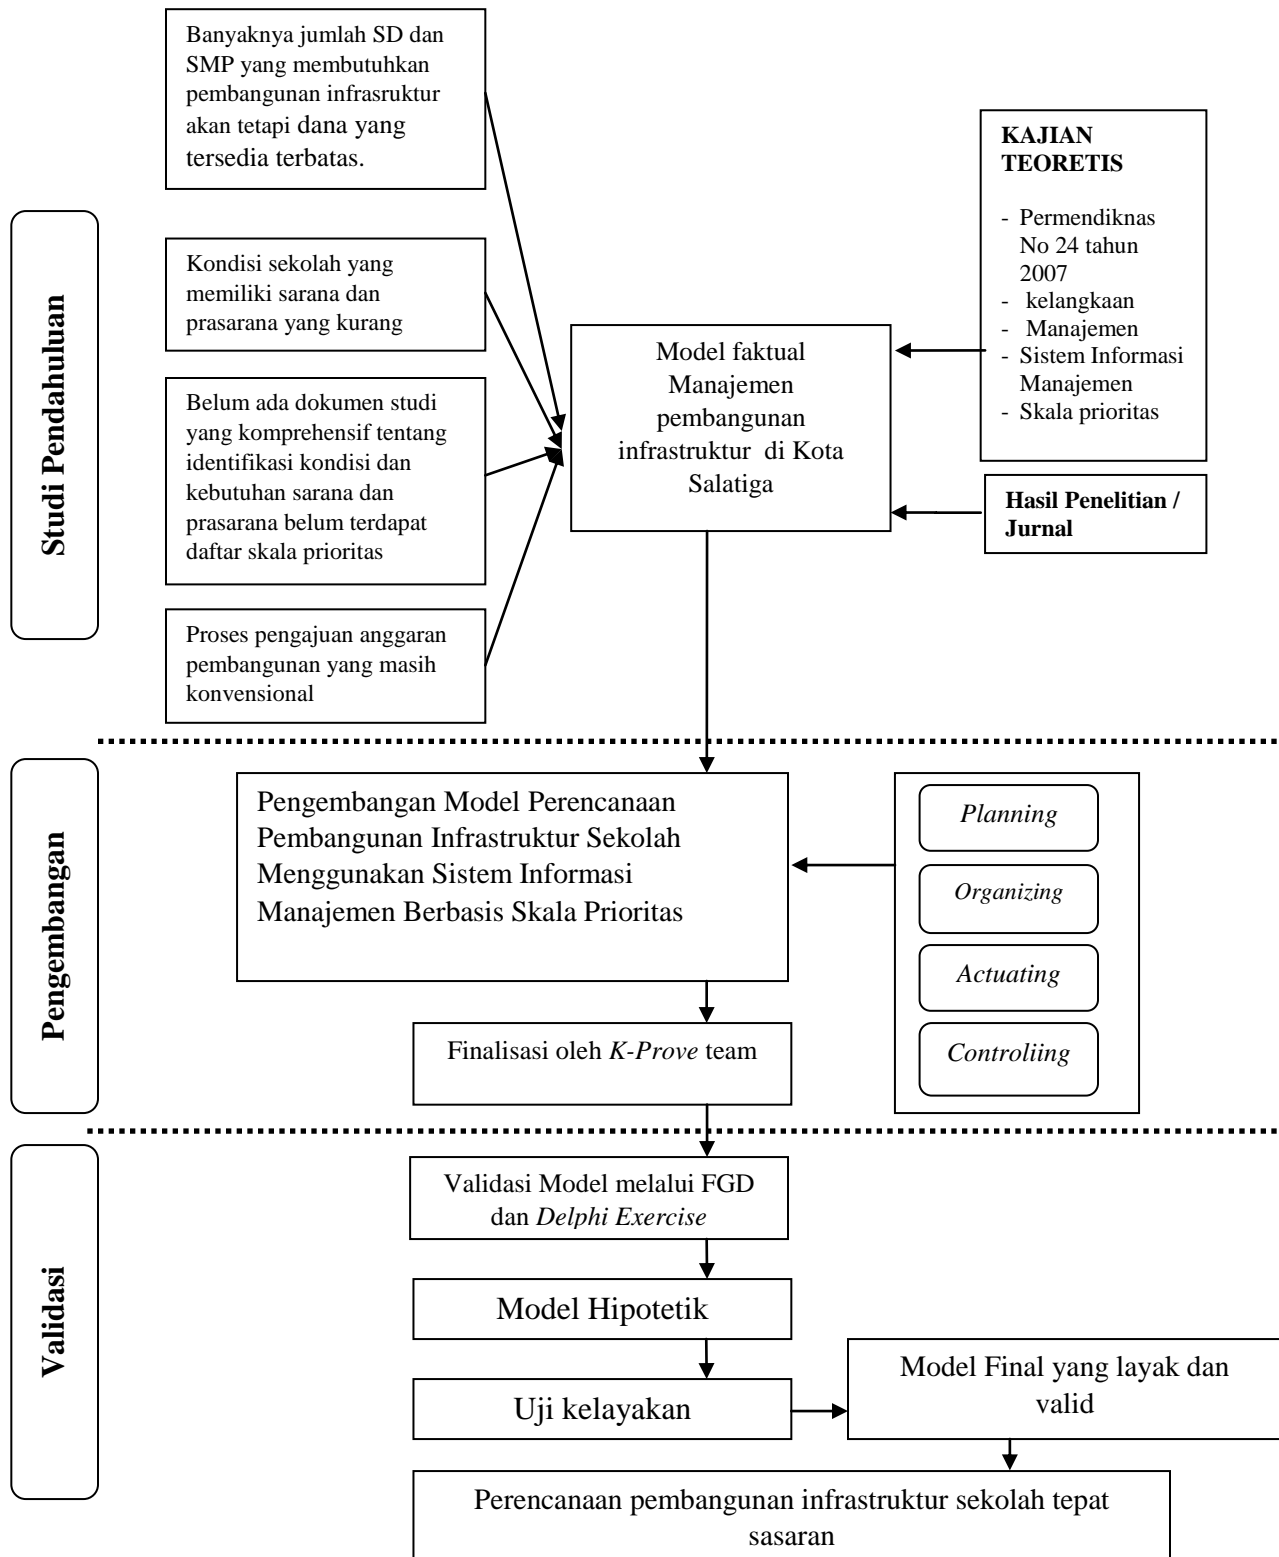 Studi Pendahuluan
Banyaknya jumlah SD dan
SMP yang membutuhkan
pembangunan infrasruktur
akan tetapi dana yang
tersedia terbatas.
Kondisi sekolah yang
memiliki sarana dan
prasarana yang kurang
Belum ada dokumen studi
yang komprehensif tentang
identifikasi kondisi dan
kebutuhan sarana dan
prasarana belum terdapat
daftar skala prioritas
Proses pengajuan anggaran
pembangunan yang masih
konvensional
Model faktual
Manajemen
pembangunan
infrastruktur di Kota
Salatiga
KAJIAN
TEORETIS
- Permendiknas
No 24 tahun
2007
- kelangkaan
- Manajemen
- Sistem Informasi
Manajemen
- Skala prioritas
Hasil Penelitian /
Jurnal
Pengembangan
Pengembangan Model Perencanaan
Pembangunan Infrastruktur Sekolah
Menggunakan Sistem Informasi
Manajemen Berbasis Skala Prioritas
Planning
Organizing
Actuating
Controliing
Finalisasi oleh K-Prove team
Validasi
Validasi Model melalui FGD
dan Delphi Exercise
Model Hipotetik
Uji kelayakan
Model Final yang layak dan
valid
Perencanaan pembangunan infrastruktur sekolah tepat
sasaran